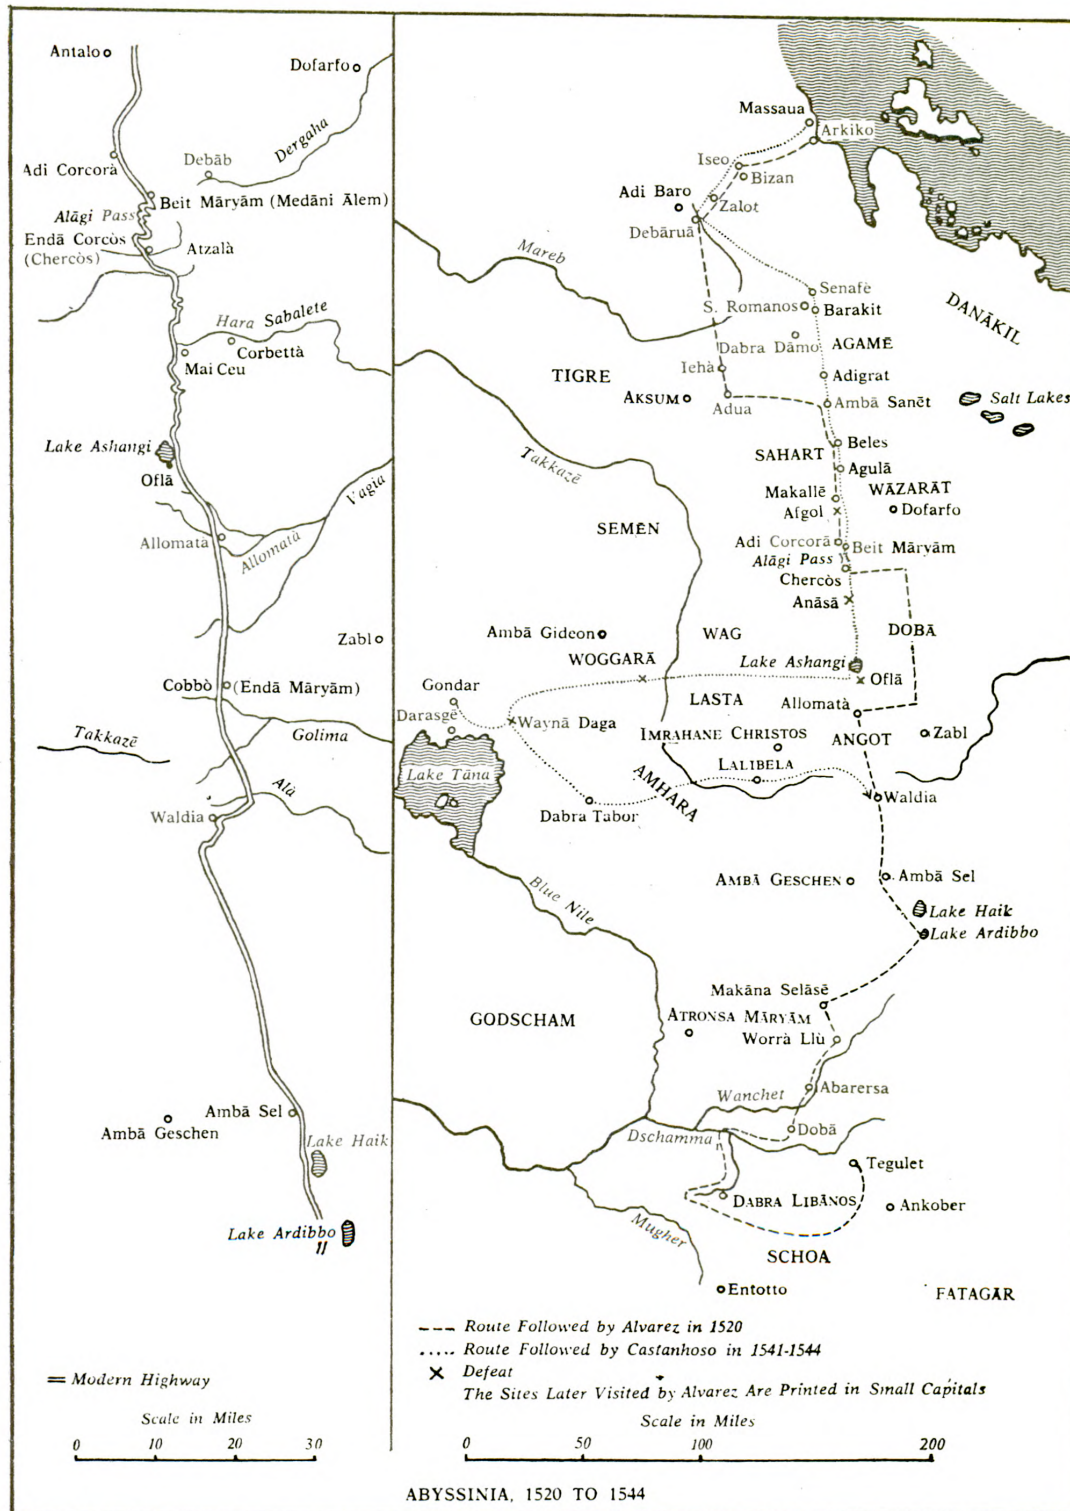 Antalo
Dofarfo
Dergaha
Adi Corcorà
Debāb
Beit Māryām (Medāni Ālem)
Alāgi Pass
Endā Corcòs
(Chercòs)
Atzalà
Hara Sabalete
Corbettà
Mai Ceu
Lake Ashangi
Oflā
Vagia
Allomatà
Allomatà
Zabl
Cobbò
(Endā Māryām)
Golima
Takkazē
Alà
Waldia
Ambā Sel
Ambā Geschen
Lake Haik
Lake Ardibbo
Modern Highway
Scale in Miles
0 10 20 30
Massaua
Arkiko
Iseo
Bizan
Adi Baro
Zalot
Debāruā
Mareb
Senafè
S. Romanos
Barakit
DANĀKIL
Dabra Dāmo
AGAMĒ
Iehà
TIGRE
Adigrat
AKSUM
Adua
Ambā Sanēt
Salt Lakes
Beles
SAHART
Takkazē
Agulā
Makallē
WĀZARĀT
Afgol
Dofarfo
SEMĒN
Adi Corcorā
Beit Māryām
Alāgi Pass
Chercòs
Anāsā
Ambā Gideon
WAG
DOBĀ
WOGGARĀ
Lake Ashangi
Oflā
Gondar
LASTA
Allomatà
Darasgē
Waynā Daga
IMRAHANE CHRISTOS
ANGOT
Zabl
LALIBELA
Lake Tāna
AMHARA
Waldia
Dabra Tabor
AMBĀ GESCHEN
Ambā Sel
Blue Nile
Lake Haik
Lake Ardibbo
Makāna Selāsē
GODSCHAM
ATRONSA MĀRYĀM
Worrà Llù
Abarersa
Wanchet
Dobā
Dschamma
Tegulet
DABRA LIBĀNOS
Ankober
Mugher
SCHOA
Entotto
FATAGĀR
Route Followed by Alvarez in 1520
Route Followed by Castanhoso in 1541-1544
Defeat
The Sites Later Visited by Alvarez Are Printed in Small Capitals
Scale in Miles
0 50 100 200
ABYSSINIA, 1520 TO 1544